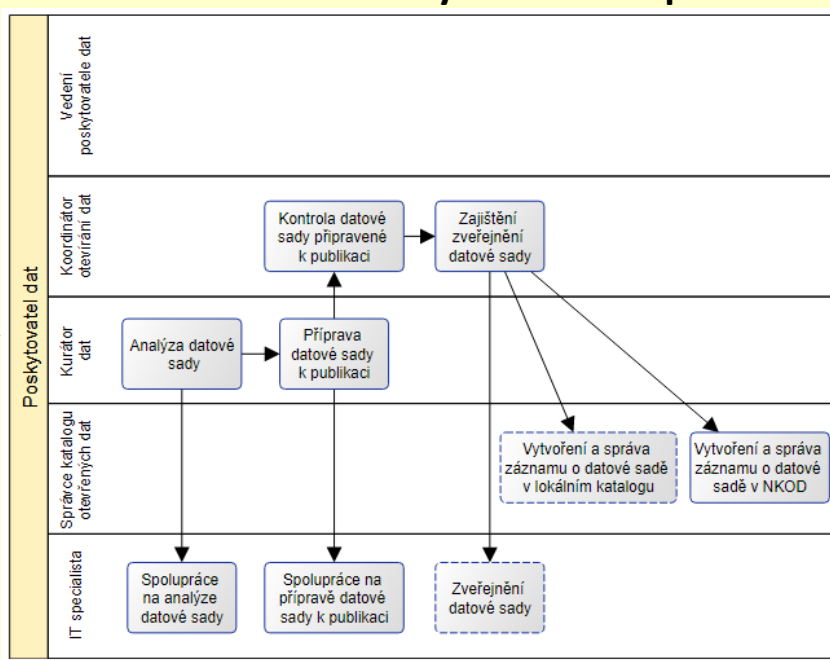 Poskytovatel dat
Vedení
poskytovatele dat
Koordinátor
otevírání dat
Kontrola datové
sady připravené
k publikaci
Zajištění
zveřejnění
datové sady
Kurátor
dat
Analýza datové
sady
Příprava
datové sady
k publikaci
Správce katalogu
otevřených dat
Vytvoření a správa
záznamu o datové sadě
v lokálním katalogu
Vytvoření a správa
záznamu o datové
sadě v NKOD
IT specialista
Spolupráce
na analýze
datové sady
Spolupráce na
přípravě datové
sady k publikaci
Zveřejnění
datové sady